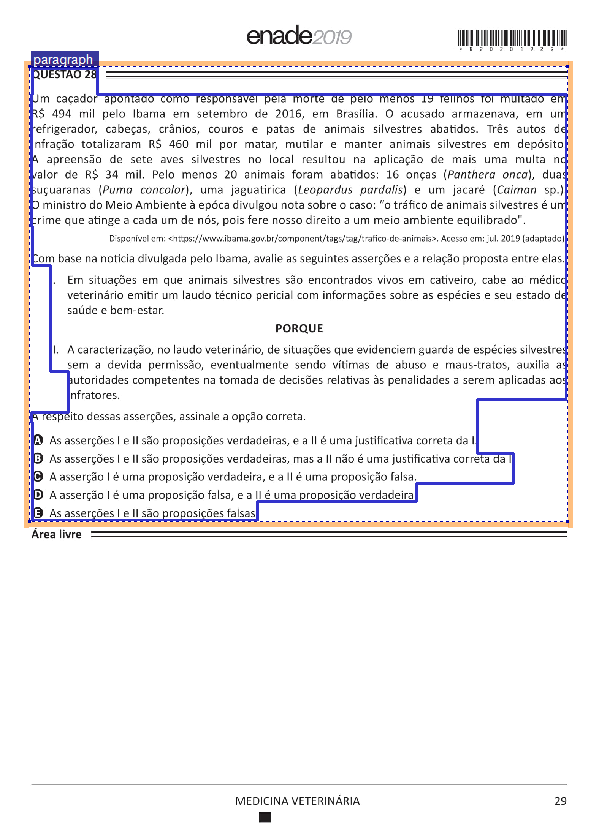 enade2019
paragraph
QUESTÃO 28
Um caçador apontado como responsável pela morte de pelo menos 19 felinos foi multado em
R$ 494 mil pelo Ibama em setembro de 2016, em Brasília. O acusado armazenava, em um
refrigerador, cabeças, crânios, couros e patas de animais silvestres abatidos. Três autos de
infração totalizaram R$ 460 mil por matar, mutilar e manter animais silvestres em depósito.
A apreensão de sete aves silvestres no local resultou na aplicação de mais uma multa no
valor de R$ 34 mil. Pelo menos 20 animais foram abatidos: 16 onças (Panthera onca), duas
suçuaranas (Puma concolor), uma jaguatirica (Leopardus pardalis) e um jacaré (Caiman sp.).
O ministro do Meio Ambiente à epóca divulgou nota sobre o caso: “o tráfico de animais silvestres é um
crime que atinge a cada um de nós, pois fere nosso direito a um meio ambiente equilibrado".
Disponível em: <https://www.ibama.gov.br/component/tags/tag/trafico-de-animais>. Acesso em: jul. 2019 (adaptado).
Com base na notícia divulgada pelo Ibama, avalie as seguintes asserções e a relação proposta entre elas.
I. Em situações em que animais silvestres são encontrados vivos em cativeiro, cabe ao médico
veterinário emitir um laudo técnico pericial com informações sobre as espécies e seu estado de
saúde e bem-estar.
PORQUE
II. A caracterização, no laudo veterinário, de situações que evidenciem guarda de espécies silvestres
sem a devida permissão, eventualmente sendo vítimas de abuso e maus-tratos, auxilia as
autoridades competentes na tomada de decisões relativas às penalidades a serem aplicadas aos
infratores.
A respeito dessas asserções, assinale a opção correta.
A As asserções I e II são proposições verdadeiras, e a II é uma justificativa correta da I.
B As asserções I e II são proposições verdadeiras, mas a II não é uma justificativa correta da I.
C A asserção I é uma proposição verdadeira, e a II é uma proposição falsa.
D A asserção I é uma proposição falsa, e a II é uma proposição verdadeira.
E As asserções I e II são proposições falsas.
Área livre
MEDICINA VETERINÁRIA
29